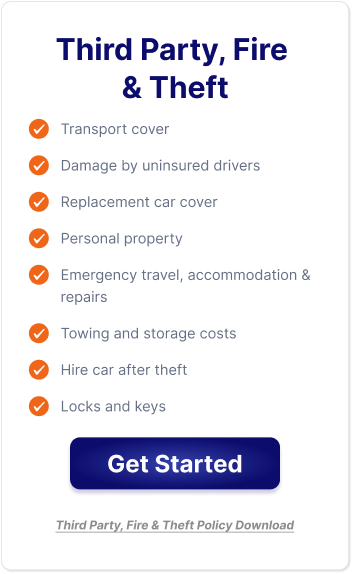 Third Party, Fire
& Theft
Transport cover
Damage by uninsured drivers
Replacement car cover
Personal property
Emergency travel, accommodation &
repairs
Towing and storage costs
Hire car after theft
Locks and keys
Get Started
Third Party, Fire & Theft Policy Download